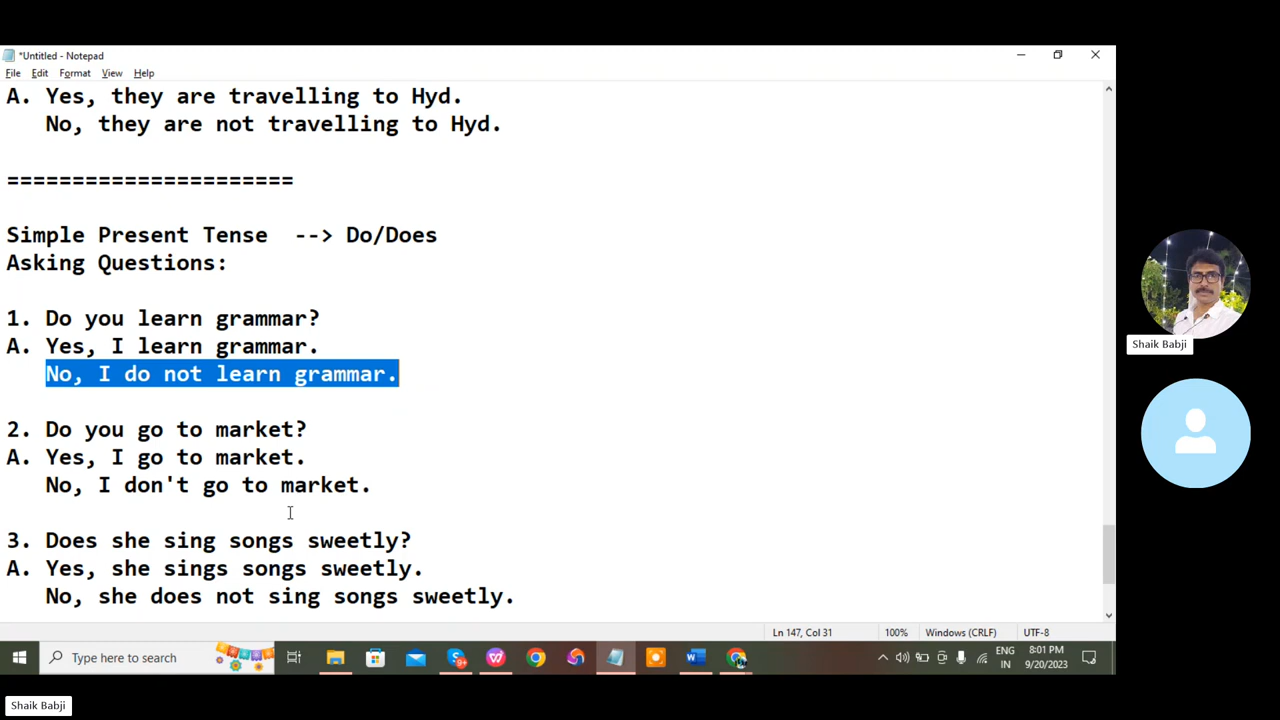 *Untitled - Notepad
File Edit Format View Help
A. Yes, they are travelling to Hyd.
No, they are not travelling to Hyd.
======================
Simple Present Tense --> Do/Does
Asking Questions:
1. Do you learn grammar?
A. Yes, I learn grammar.
No, I do not learn grammar.
2. Do you go to market?
A. Yes, I go to market.
No, I don't go to market.
3. Does she sing songs sweetly?
A. Yes, she sings songs sweetly.
No, she does not sing songs sweetly.
Ln 147, Col 31 100% Windows (CRLF) UTF-8
Type here to search
ENG
IN
8:01 PM
9/20/2023
Shaik Babji
Shaik Babji